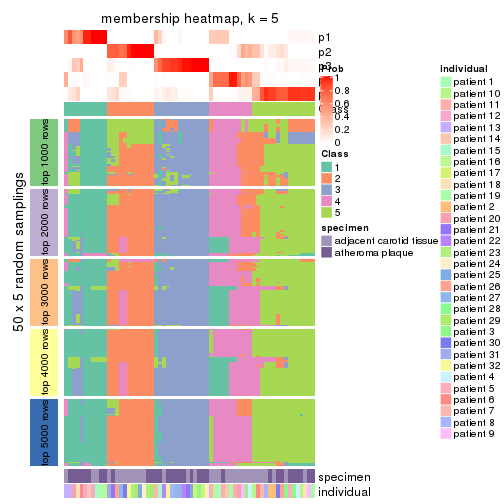 membership heatmap, k = 5
p1
p2
Prob
1
0.8
0.6
0.4
0.2
0
Class
1
2
3
4
5
specimen
adjacent carotid tissue
atheroma plaque
50 x 5 random samplings
top 1000 rows
top 2000 rows
top 3000 rows
top 4000 rows
top 5000 rows
specimen
individual
individual
patient 1
patient 10
patient 11
patient 12
patient 13
patient 14
patient 15
patient 16
patient 17
patient 18
patient 19
patient 2
patient 20
patient 21
patient 22
patient 23
patient 24
patient 25
patient 26
patient 27
patient 28
patient 29
patient 3
patient 30
patient 31
patient 32
patient 4
patient 5
patient 6
patient 7
patient 8
patient 9